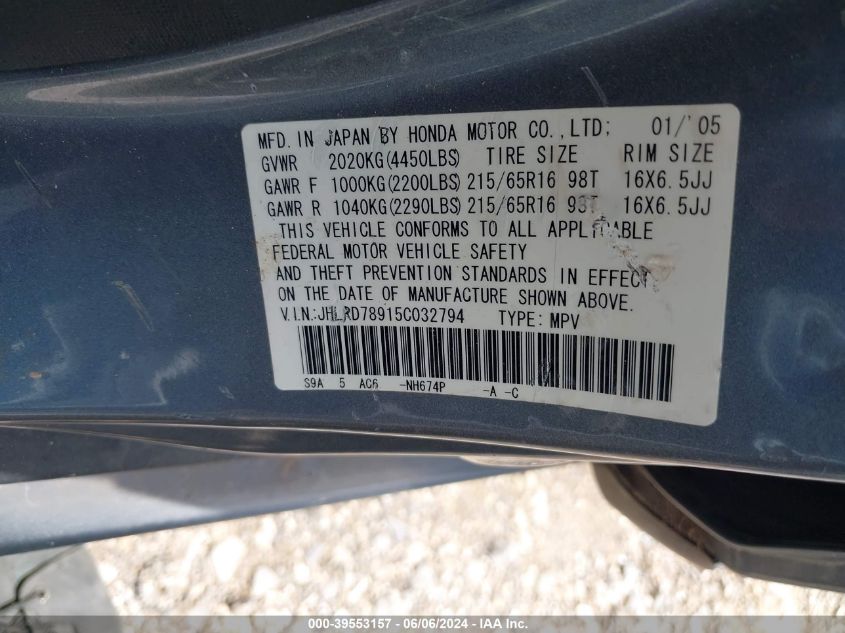 MFD. IN JAPAN BY HONDA MOTOR CO., LTD; 01/'05
GVWR 2020KG(4450LBS) TIRE SIZE RIM SIZE
GAWR F 1000KG(2200LBS) 215/65R16 98T 16X6.5JJ
GAWR R 1040KG(2290LBS) 215/65R16 98T 16X6.5JJ
THIS VEHICLE CONFORMS TO ALL APPLICABLE
FEDERAL MOTOR VEHICLE SAFETY
AND THEFT PREVENTION STANDARDS IN EFFECT
ON THE DATE OF MANUFACTURE SHOWN ABOVE.
V.I.N.:JHLRD78915C032794 TYPE: MPV
S9A 5 AC6 -NH674P -A -C
000-39553157 - 06/06/2024 - IAA Inc.